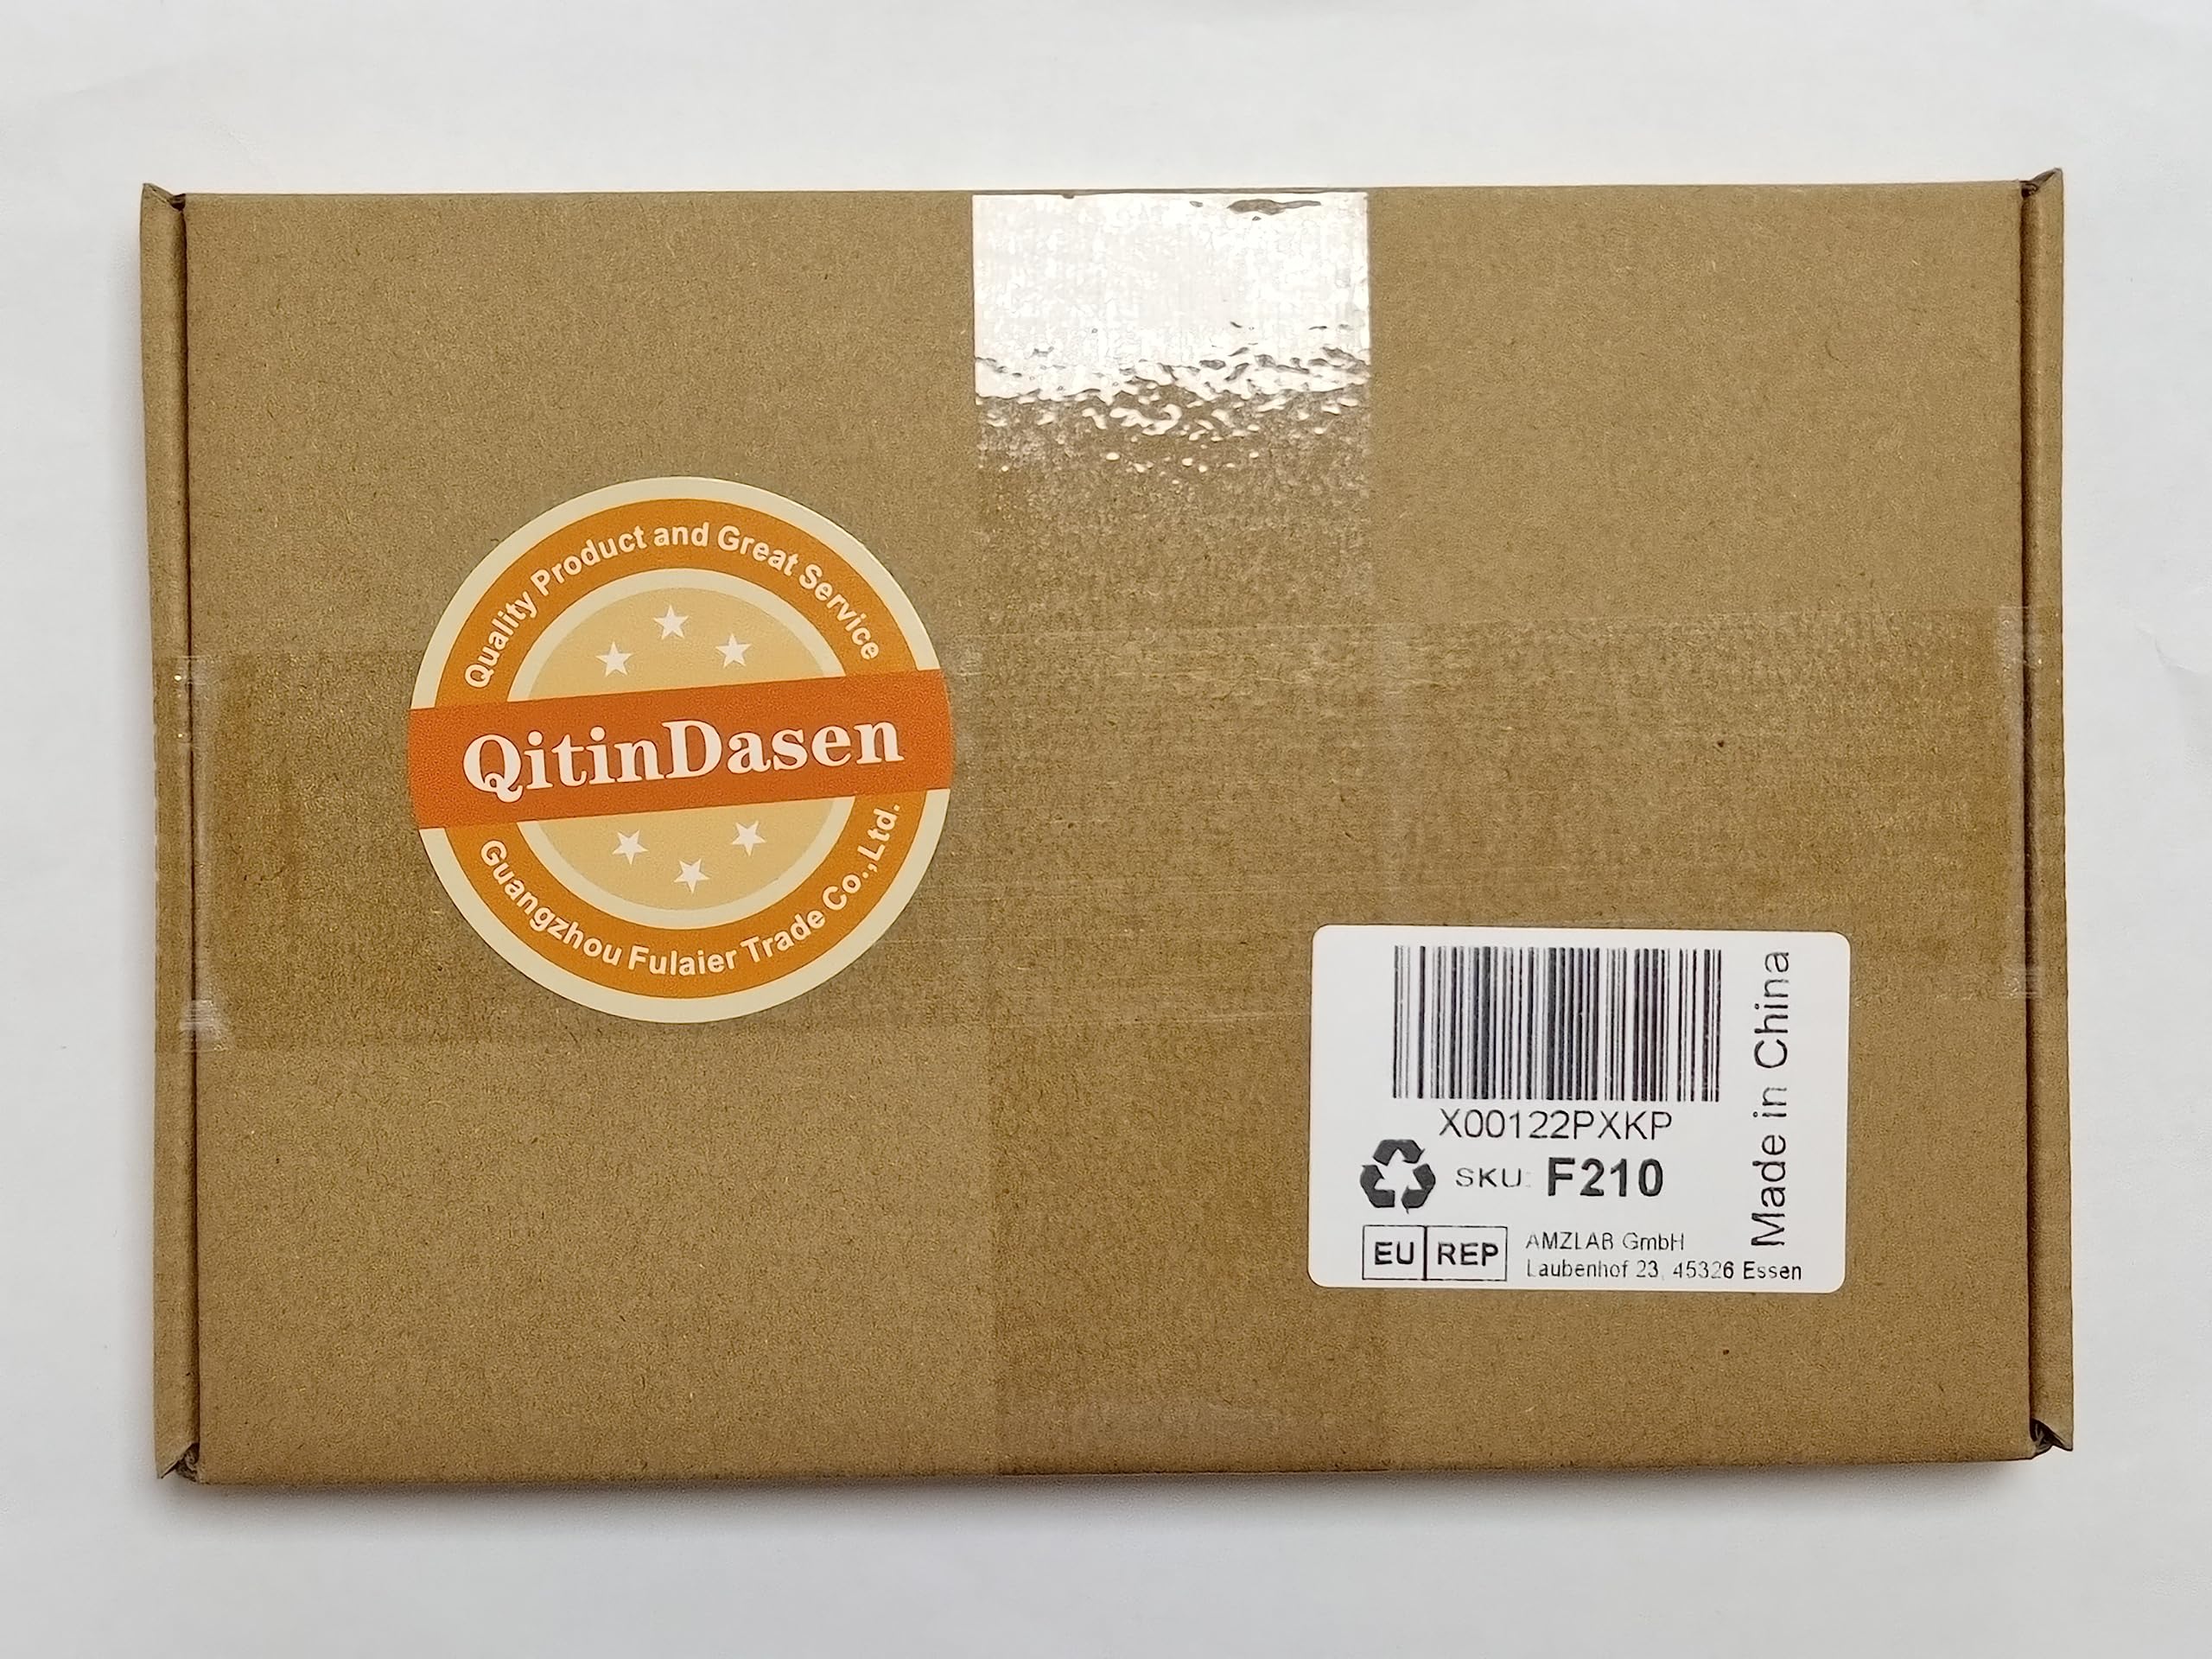 Quality Product and Great Service
QitinDasen
Guangzhou Fulaier Trade Co.,Ltd.
X00122PXKP
SKU: F210
EU REP
AMZLAB GmbH
Laubenhof 23, 45326 Essen
Made in China